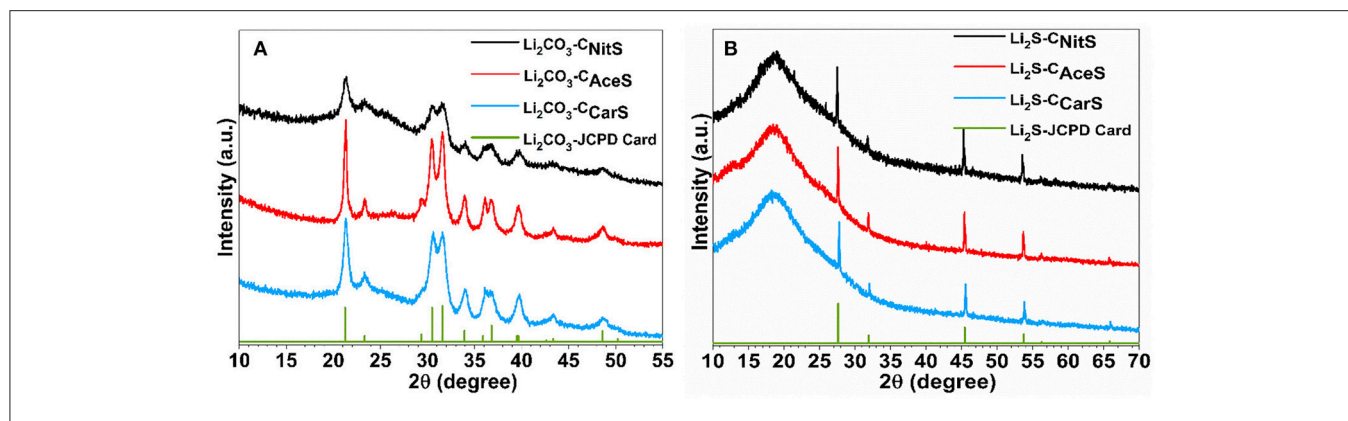 A
Li₂CO₃-CNitS
Li₂CO₃-CAceS
Li₂CO₃-CCarS
Li₂CO₃-JCPD Card
Intensity (a.u.)
10 15 20 25 30 35 40 45 50 55
2θ (degree)
B
Li₂S-CNitS
Li₂S-CAceS
Li₂S-CCarS
Li₂S-JCPD Card
Intensity (a.u.)
10 15 20 25 30 35 40 45 50 55 60 65 70
2θ (degree)